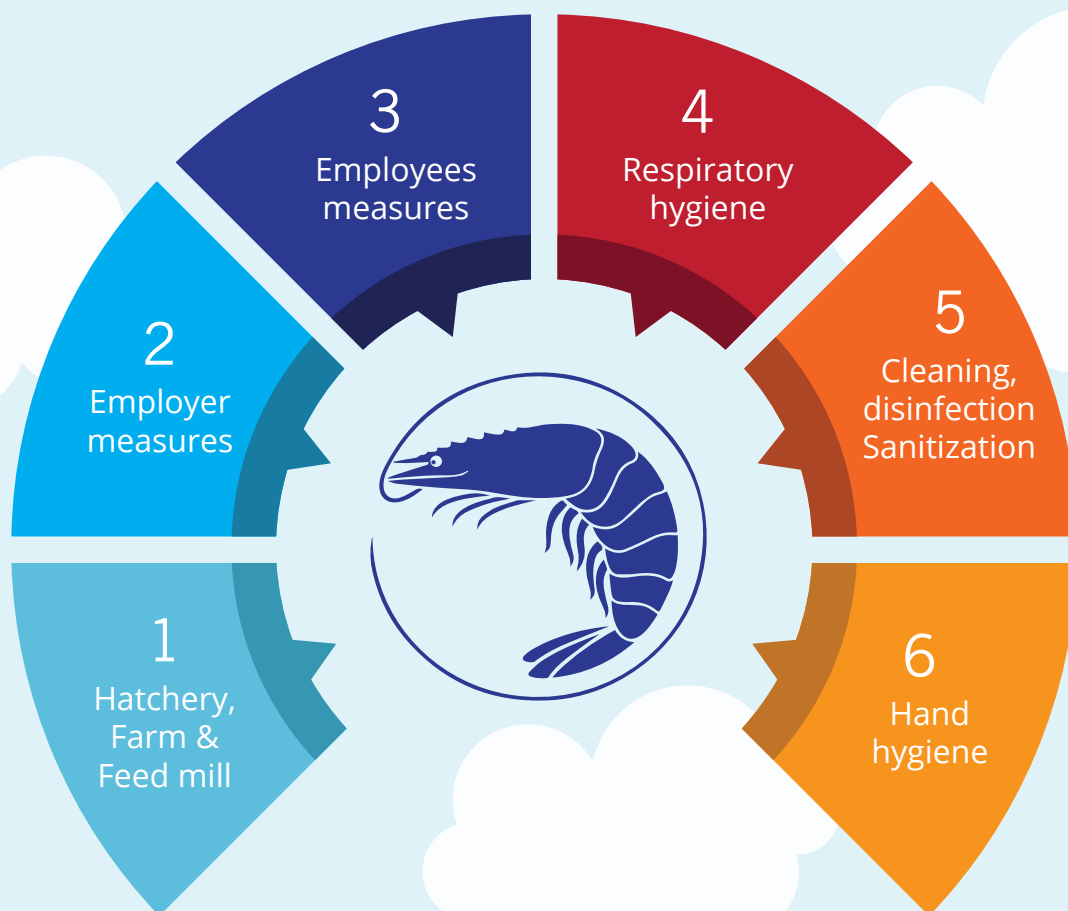 1
Hatchery,
Farm &
Feed mill
2
Employer
measures
3
Employees
measures
4
Respiratory
hygiene
5
Cleaning,
disinfection
Sanitization
6
Hand
hygiene